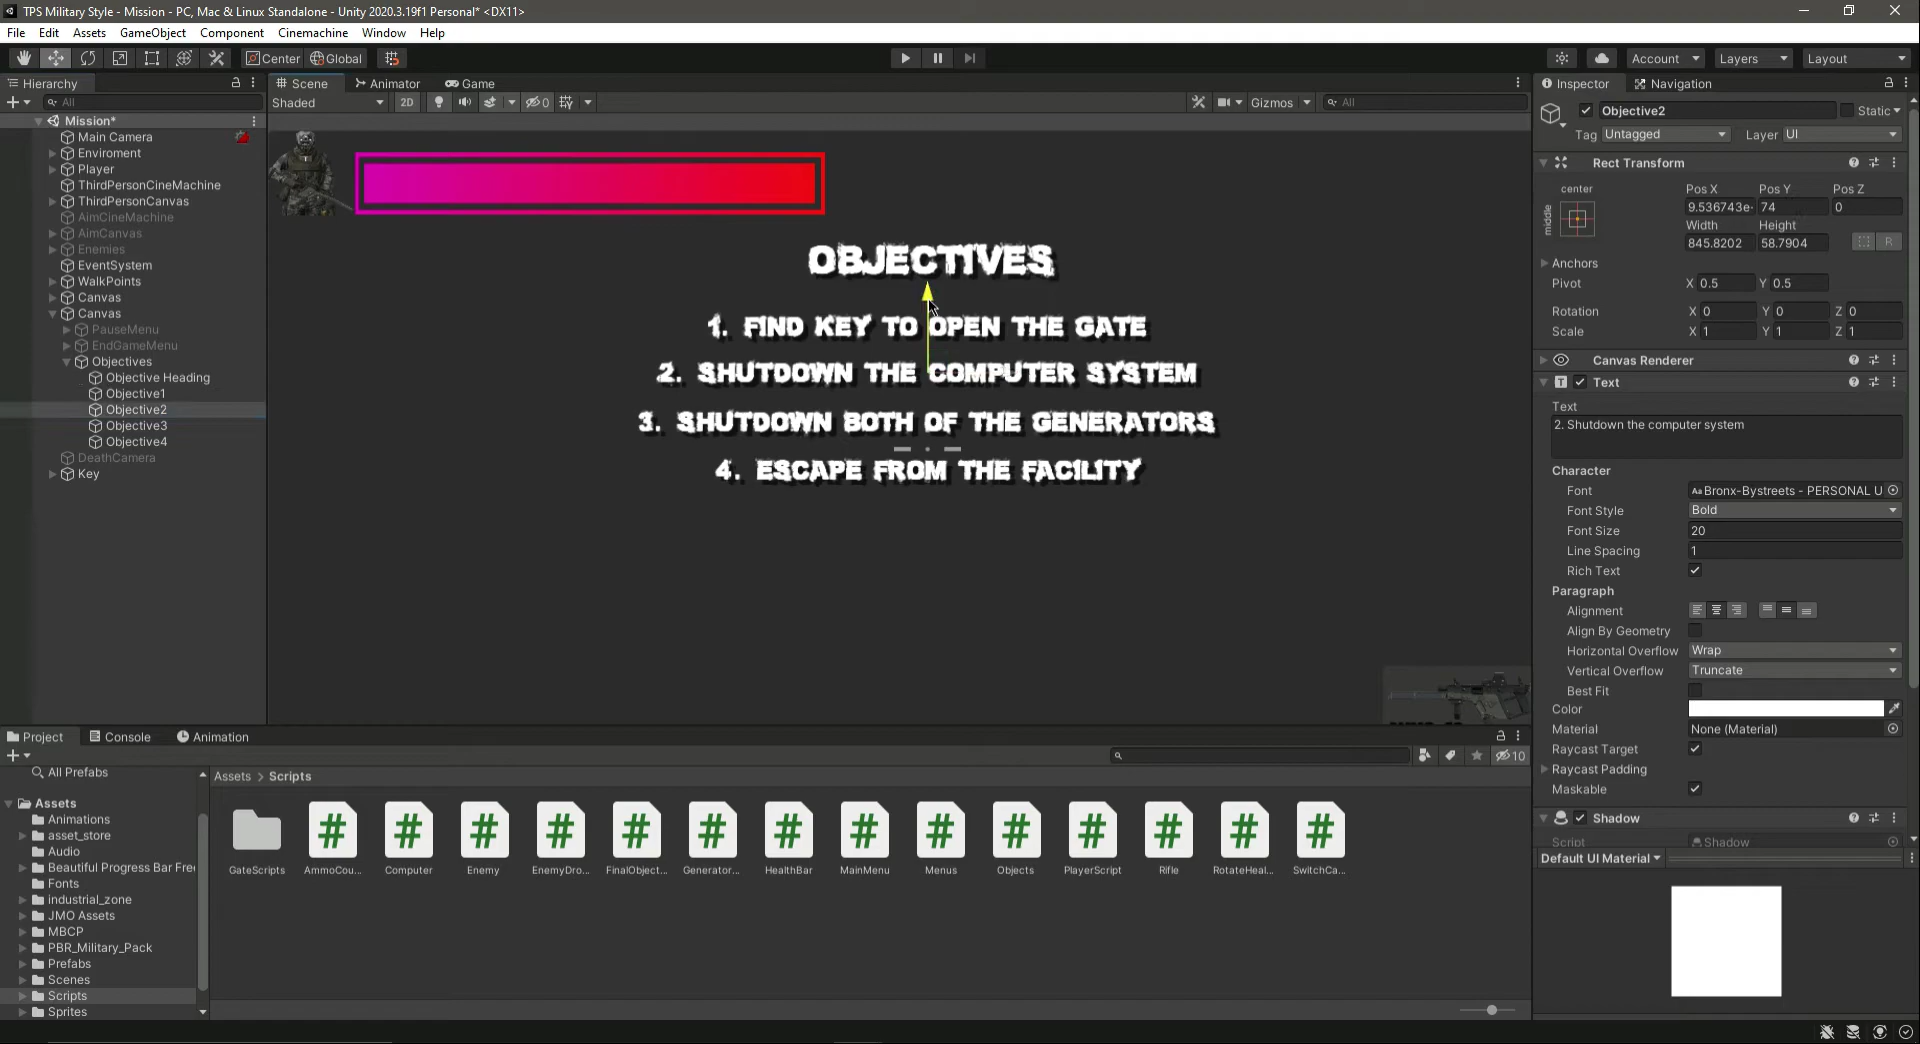 TPS Military Style - Mission - PC, Mac & Linux Standalone - Unity 2020.3.19f1 Personal* <DX11>
File Edit Assets GameObject Component Cinemachine Window Help
Center Global Account Layers Layout
Hierarchy
All
Mission*
Main Camera
Enviroment
Player
ThirdPersonCineMachine
ThirdPersonCanvas
AimCineMachine
AimCanvas
Enemies
EventSystem
WalkPoints
Canvas
Canvas
PauseMenu
EndGameMenu
Objectives
Objective Heading
Objective1
Objective2
Objective3
Objective4
DeathCamera
Key
Scene Animator Game
Shaded 2D 0 Gizmos All
OBJECTIVES
1. FIND KEY TO OPEN THE GATE
2. SHUTDOWN THE COMPUTER SYSTEM
3. SHUTDOWN BOTH OF THE GENERATORS
4. ESCAPE FROM THE FACILITY
Inspector Navigation
Objective2 Static
Tag Untagged Layer UI
Rect Transform
center
middle
Pos X Pos Y Pos Z
9.536743e- 74 0
Width Height
845.8202 58.7904
R
Anchors
Pivot X 0.5 Y 0.5
Rotation X 0 Y 0 Z 0
Scale X 1 Y 1 Z 1
Canvas Renderer
Text
Text
2. Shutdown the computer system
Character
Font Aa Bronx-Bystreets - PERSONAL U
Font Style Bold
Font Size 20
Line Spacing 1
Rich Text
Paragraph
Alignment
Align By Geometry
Horizontal Overflow Wrap
Vertical Overflow Truncate
Best Fit
Color
Material None (Material)
Raycast Target
Raycast Padding
Maskable
Shadow
Script Shadow
Default UI Material
Project Console Animation
10
All Prefabs
Assets
Animations
asset_store
Audio
Beautiful Progress Bar Free
Fonts
industrial_zone
JMO Assets
MBCP
PBR_Military_Pack
Prefabs
Scenes
Scripts
Sprites
Assets > Scripts
GateScripts AmmoCou... Computer Enemy EnemyDro... FinalObject... Generator... HealthBar MainMenu Menus Objects PlayerScript Rifle RotateHeal... SwitchCa...